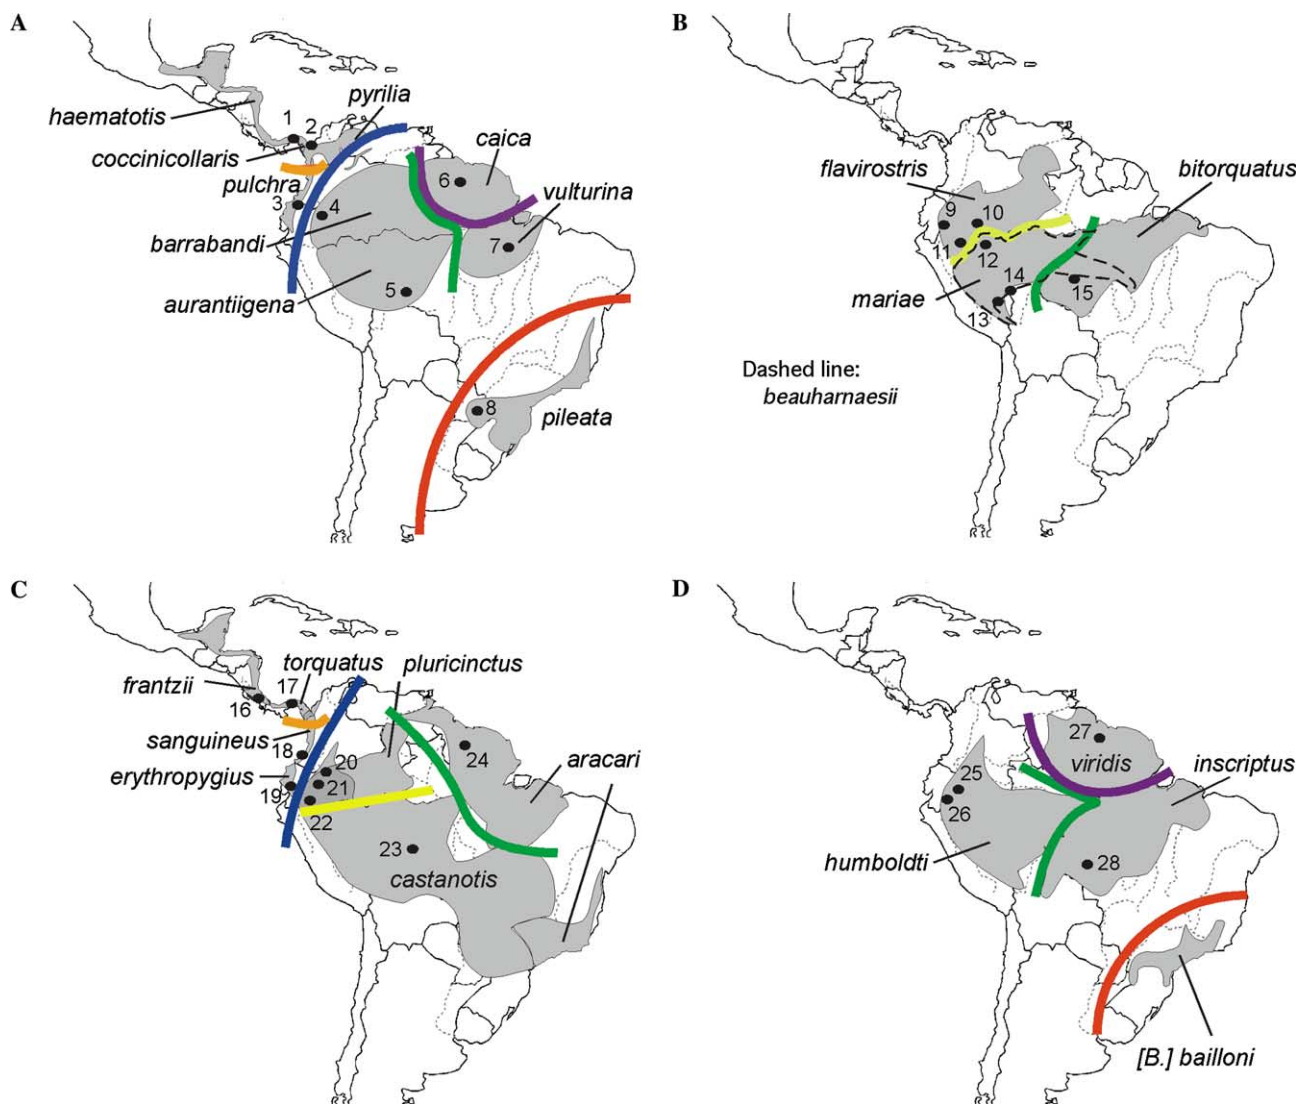 A
haematotis
pyrilia
1
2
coccinicollaris
caica
pulchra
6
vulturina
3
4
barrabandi
7
aurantiigena
5
8
pileata
B
flavirostris
bitorquatus
9
10
11
12
mariae
14
13
15
Dashed line:
beauharnaesii
C
torquatus
pluricinctus
frantzii
17
16
sanguineus
18
24
aracari
erythropygius
20
19
21
22
23
castanotis
D
27
viridis
inscriptus
25
26
humboldti
28
[B.] bailloni